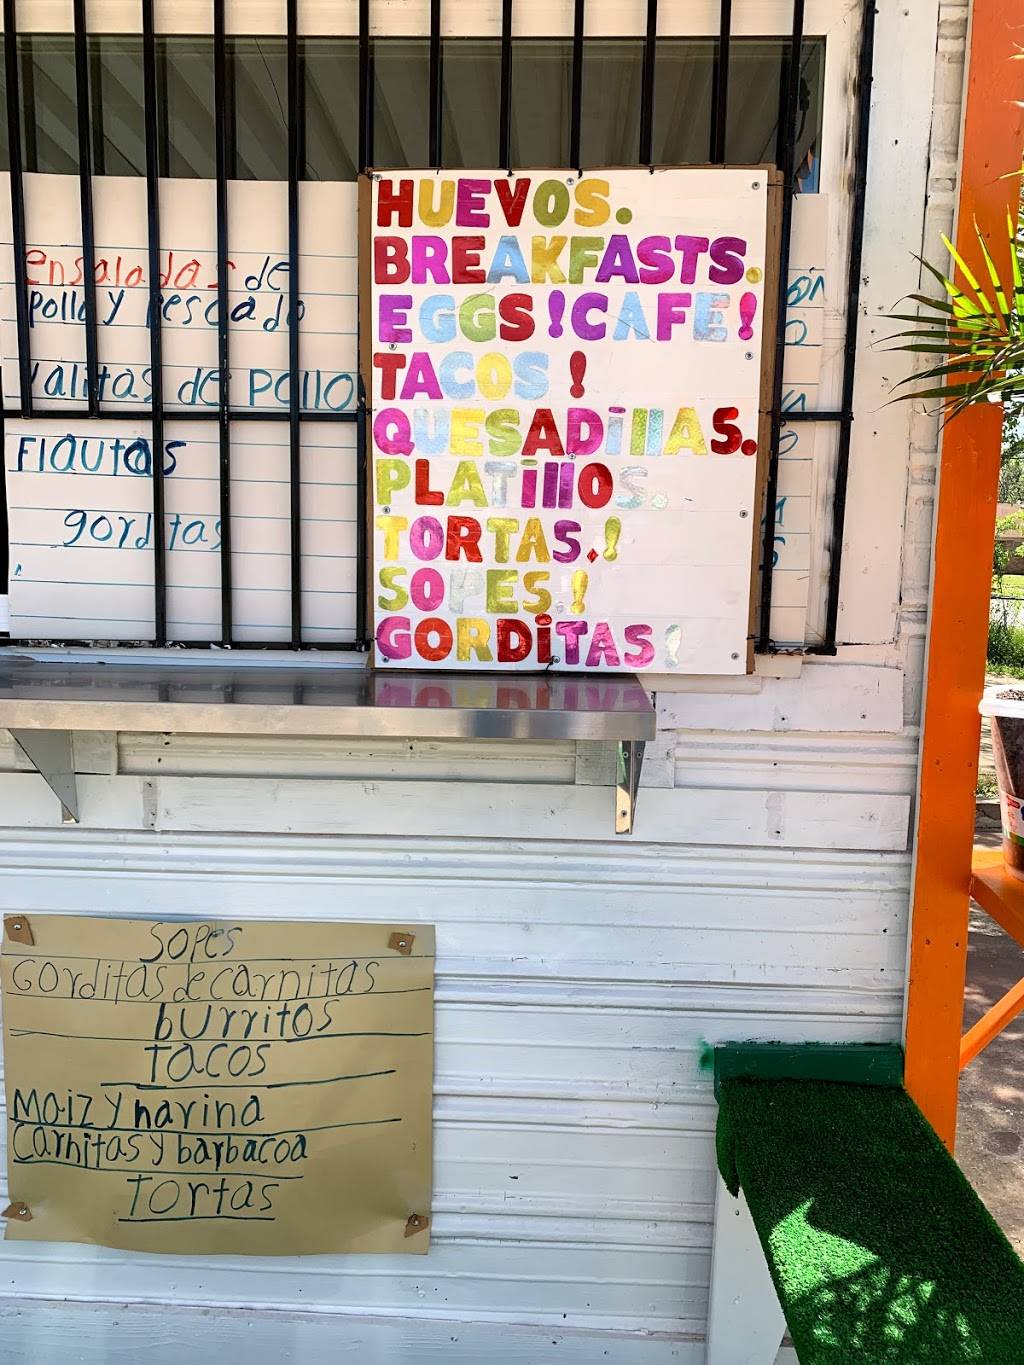 HUEVOS.
BREAKFASTS.
EGGS!CAFE!
TACOS!
QUESADillAS.
PLATillOS.
TORTAS.!
SOPES.!
GORDiTAS!
ensaladas de
pollo y Pescado
alitas de POllO
Flautas
gorditas
SOPes
Gorditas de carnitas
burritos
Tacos
Maiz y harina
Carnitas y barbacoa
Tortas